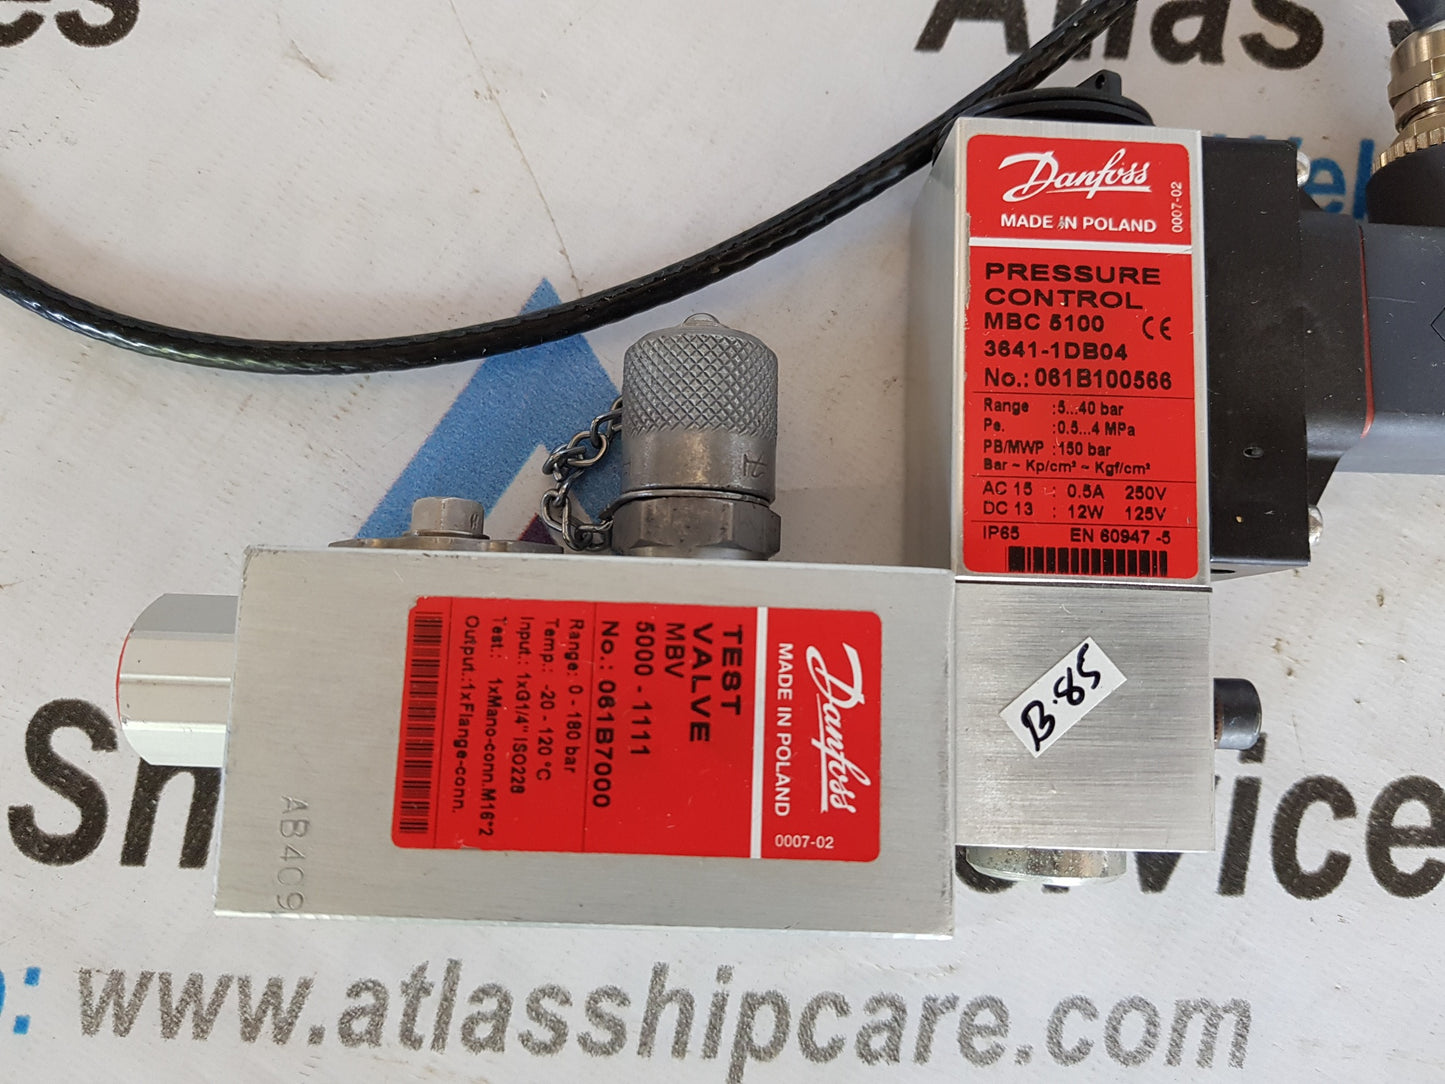 es
Atlas S
Wel
Danfoss
MADE IN POLAND
0007-02
PRESSURE
CONTROL
MBC 5100 CE
3641-1DB04
No.: 061B100566
Range :5...40 bar
Pe. :0.5...4 MPa
PB/MWP :150 bar
Bar ~ Kp/cm² ~ Kgf/cm²
AC 15 : 0.5A 250V
DC 13 : 12W 125V
IP65 EN 60947 -5
B.85
Danfoss
MADE IN POLAND
0007-02
TEST
VALVE
MBV
5000 - 1111
No.: 061B7000
Range: 0 - 180 bar
Temp.: -20 - 120 °C
Input.: 1xG1/4" ISO228
Test.: 1xMano-conn.M16*2
Output.:1xFlange-conn.
AB409
S
ervice
: www.atlasshipcare.com